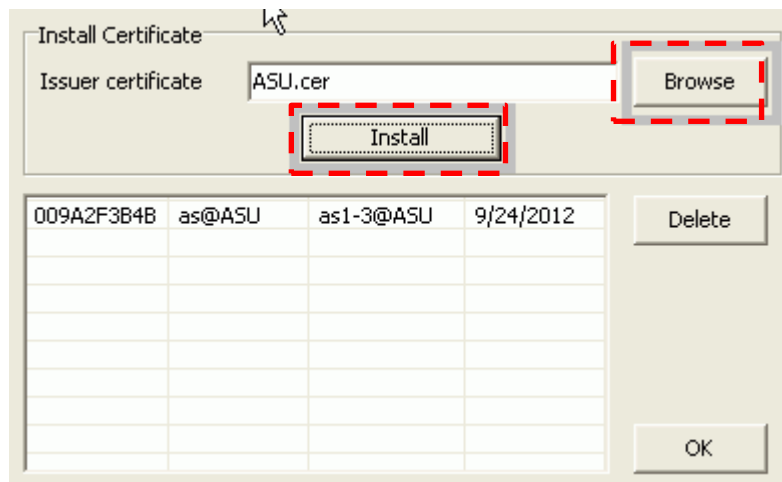 Install Certificate
Issuer certificate ASU.cer Browse
Install
009A2F3B4B as@ASU as1-3@ASU 9/24/2012 Delete
OK